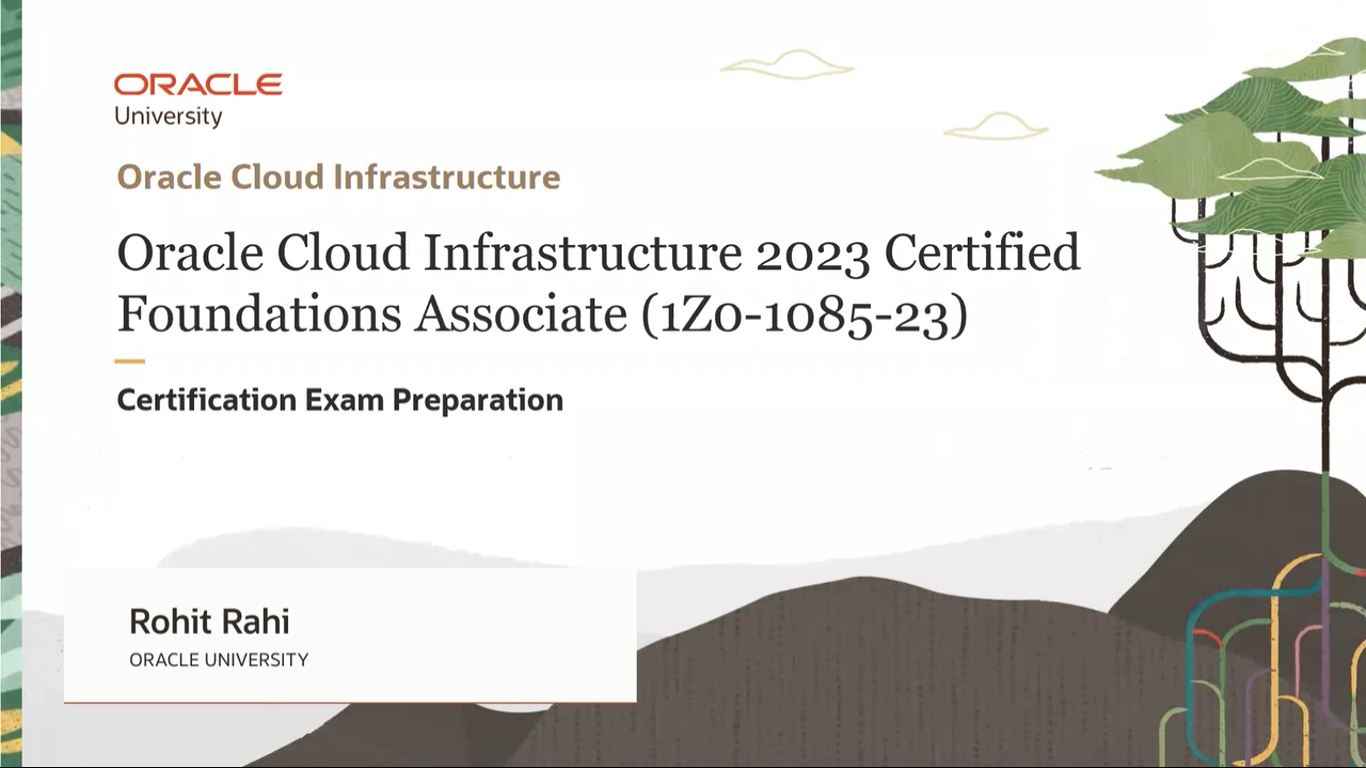 ORACLE
University
Oracle Cloud Infrastructure
Oracle Cloud Infrastructure 2023 Certified
Foundations Associate (1Z0-1085-23)
Certification Exam Preparation
Rohit Rahi
ORACLE UNIVERSITY